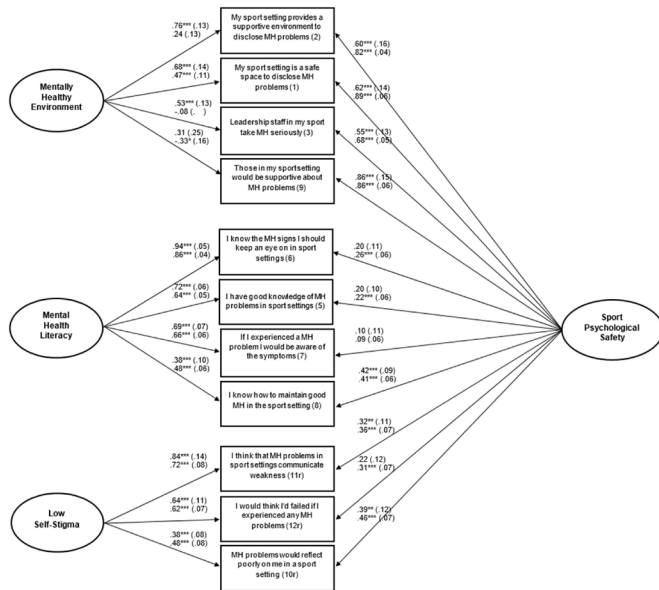 My sport setting provides a
supportive environment to
disclose MH problems (2)
.76*** (.13)
.24 (.13)
.60*** (.16)
.82*** (.04)
My sport setting is a safe
space to disclose MH
problems (1)
.68*** (.14)
.47*** (.11)
.62*** (.14)
.89*** (.06)
Mentally
Healthy
Environment
Leadership staff in my sport
take MH seriously (3)
.53*** (.13)
-.08 (. )
.55*** (.13)
.68*** (.05)
Those in my sport setting
would be supportive about
MH problems (9)
.31 (.25)
-.33* (.16)
.86*** (.15)
.86*** (.06)
I know the MH signs I should
keep an eye on in sport
settings (6)
.94*** (.05)
.86*** (.04)
.20 (.11)
.26*** (.06)
I have good knowledge of MH
problems in sport settings (5)
.72*** (.06)
.64*** (.05)
.20 (.10)
.22*** (.06)
Mental
Health
Literacy
Sport
Psychological
Safety
If I experienced a MH
problem I would be aware of
the symptoms (7)
.69*** (.07)
.66*** (.06)
.10 (.11)
.09 (.06)
I know how to maintain good
MH in the sport setting (8)
.38*** (.10)
.48*** (.06)
.42*** (.09)
.41*** (.06)
I think that MH problems in
sport settings communicate
weakness (11r)
.84*** (.14)
.72*** (.08)
.32** (.11)
.36*** (.07)
Low
Self-Stigma
I would think I'd failed if I
experienced any MH
problems (12r)
.64*** (.11)
.62*** (.07)
.22 (.12)
.31*** (.07)
MH problems would reflect
poorly on me in a sport
setting (10r)
.38*** (.08)
.48*** (.08)
.39** (.12)
.46*** (.07)